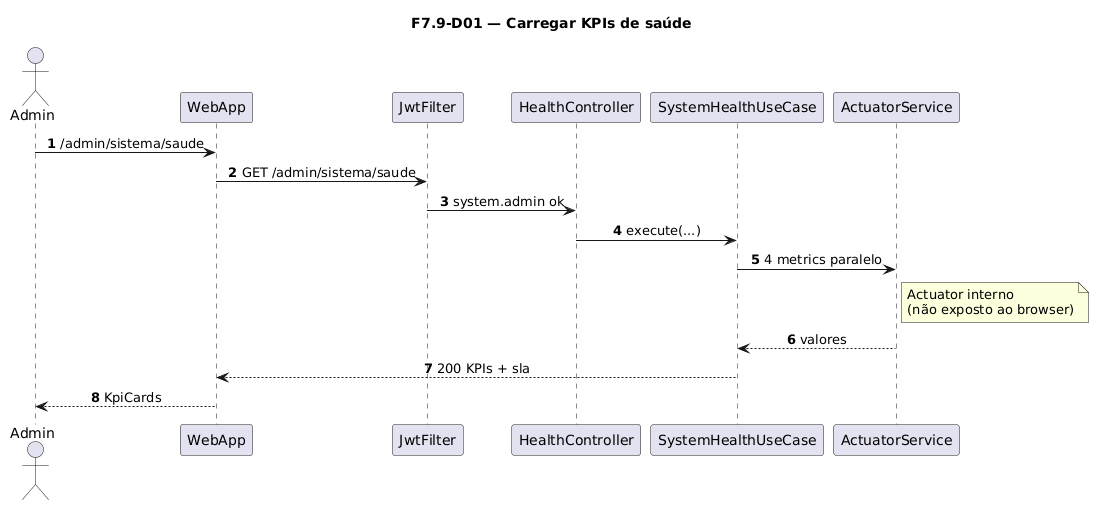 F7.9-D01 — Carregar KPIs de saúde
Admin
WebApp
JwtFilter
HealthController
SystemHealthUseCase
ActuatorService
1 /admin/sistema/saude
2 GET /admin/sistema/saude
3 system.admin ok
4 execute(...)
5 4 metrics paralelo
Actuator interno
(não exposto ao browser)
6 valores
7 200 KPIs + sla
8 KpiCards
Admin
WebApp
JwtFilter
HealthController
SystemHealthUseCase
ActuatorService